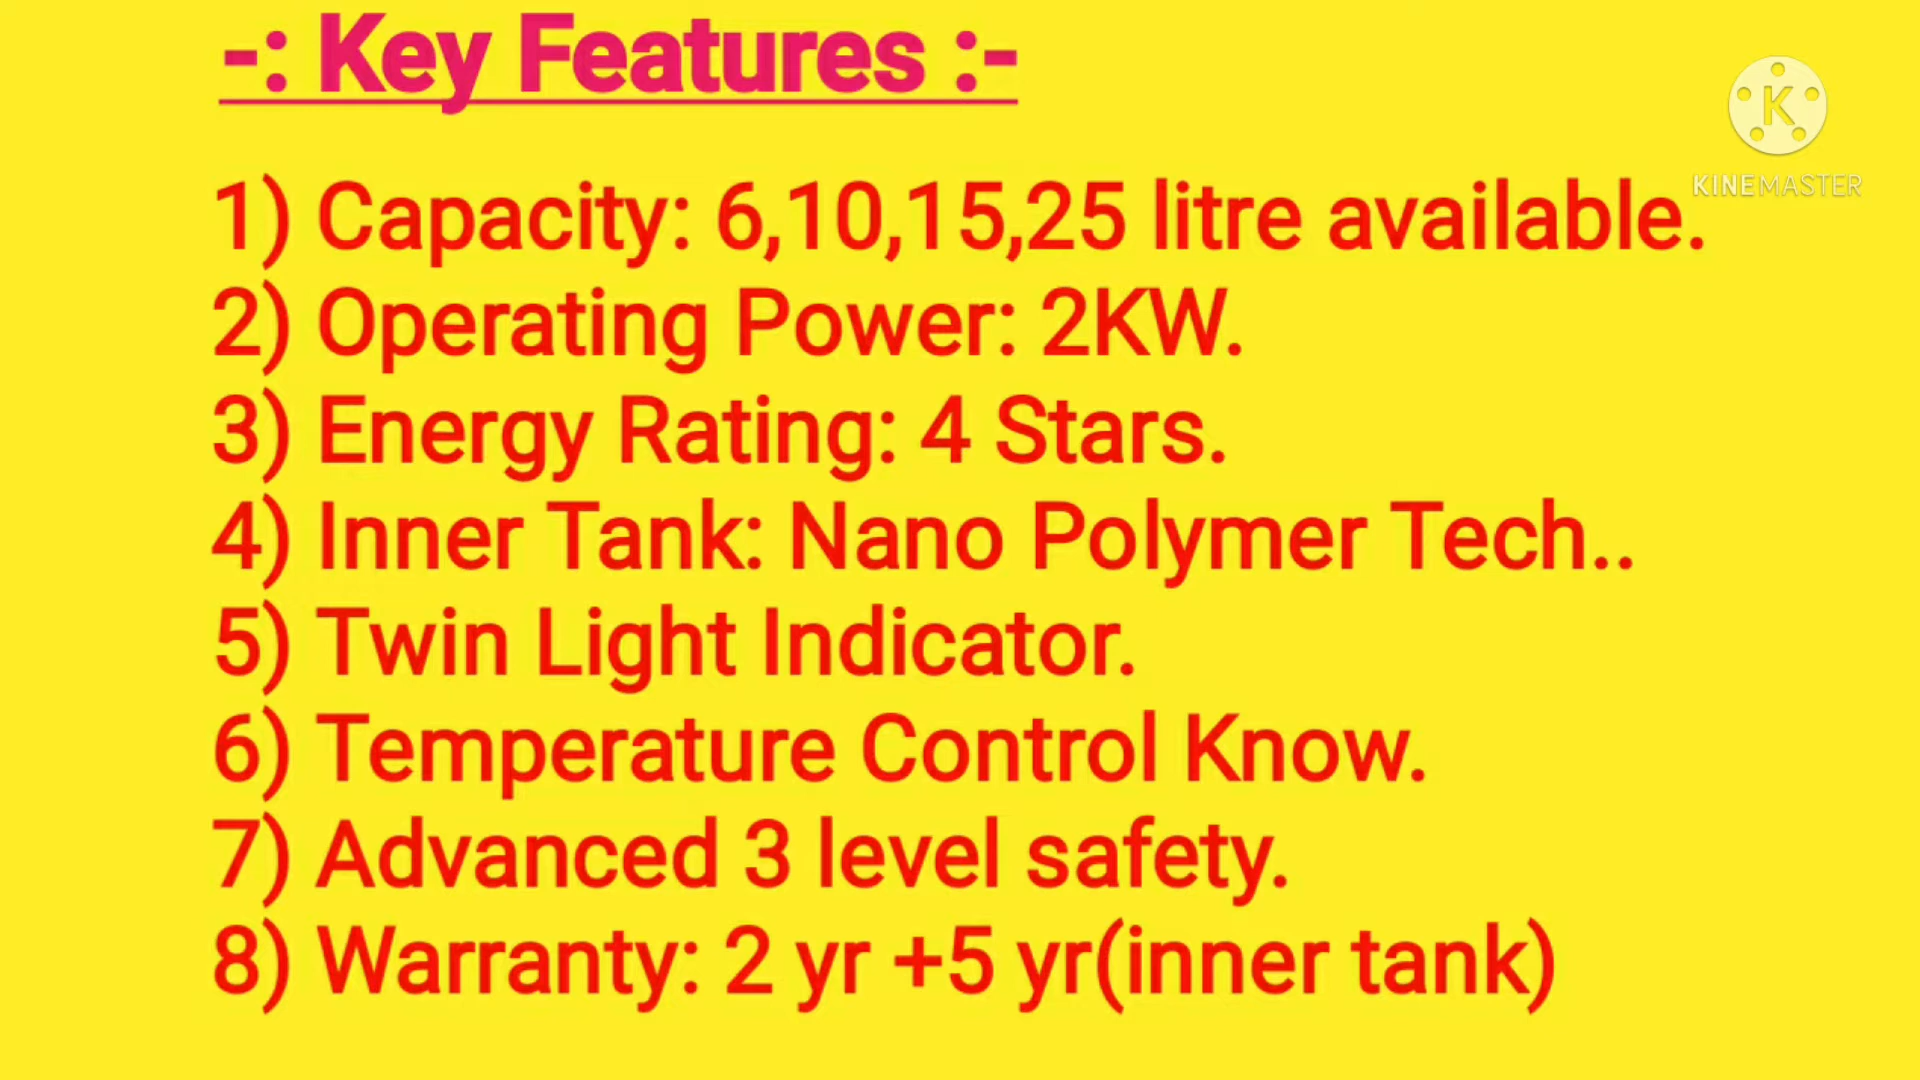 -: Key Features :-
K
KINEMASTER
1) Capacity: 6,10,15,25 litre available.
2) Operating Power: 2KW.
3) Energy Rating: 4 Stars.
4) Inner Tank: Nano Polymer Tech..
5) Twin Light Indicator.
6) Temperature Control Know.
7) Advanced 3 level safety.
8) Warranty: 2 yr +5 yr(inner tank)